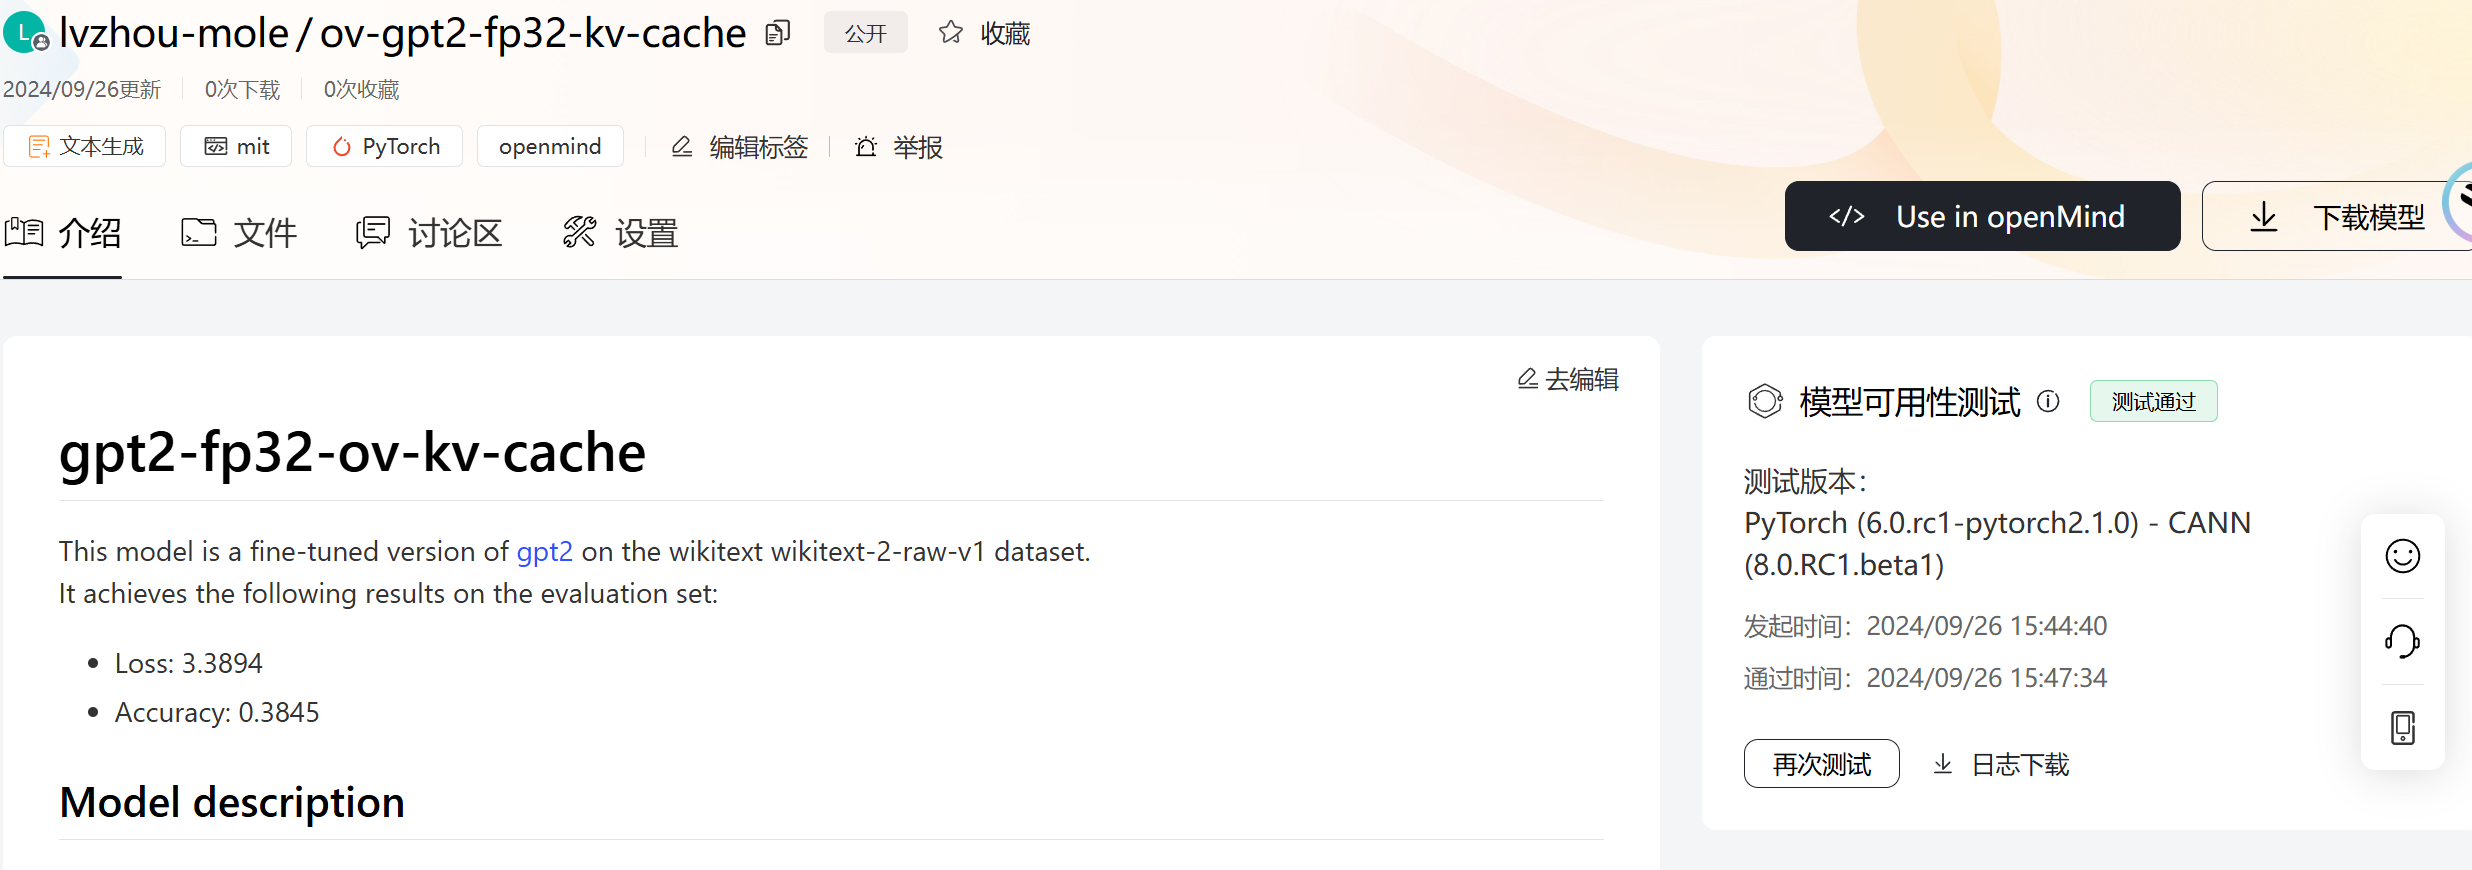 L lvzhou-mole / ov-gpt2-fp32-kv-cache 公开 收藏
2024/09/26更新 0次下载 0次收藏
文本生成 mit PyTorch openmind 编辑标签 举报
介绍 文件 讨论区 设置
Use in openMind 下载模型
去编辑
gpt2-fp32-ov-kv-cache
This model is a fine-tuned version of gpt2 on the wikitext wikitext-2-raw-v1 dataset.
It achieves the following results on the evaluation set:
Loss: 3.3894
Accuracy: 0.3845
Model description
模型可用性测试 测试通过
测试版本：
PyTorch (6.0.rc1-pytorch2.1.0) - CANN
(8.0.RC1.beta1)
发起时间：2024/09/26 15:44:40
通过时间：2024/09/26 15:47:34
再次测试 日志下载